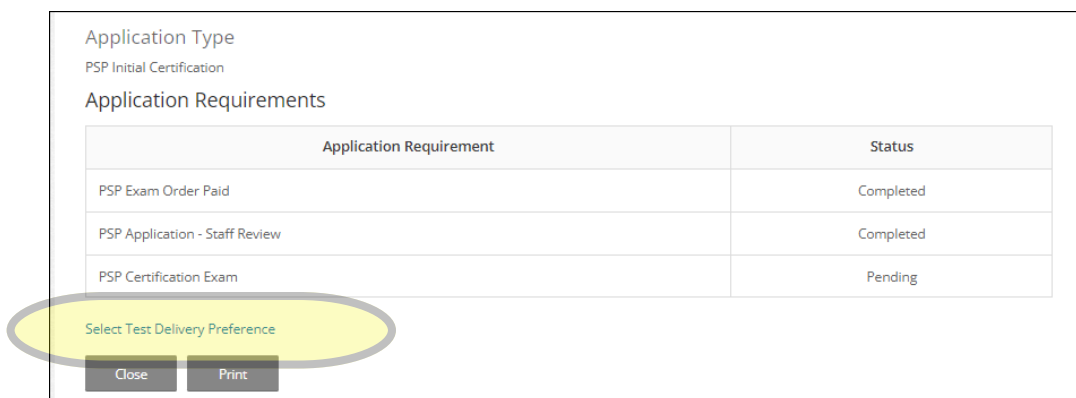 Application Type
PSP Initial Certification
Application Requirements
Application Requirement Status
PSP Exam Order Paid Completed
PSP Application - Staff Review Completed
PSP Certification Exam Pending
Select Test Delivery Preference
Close Print